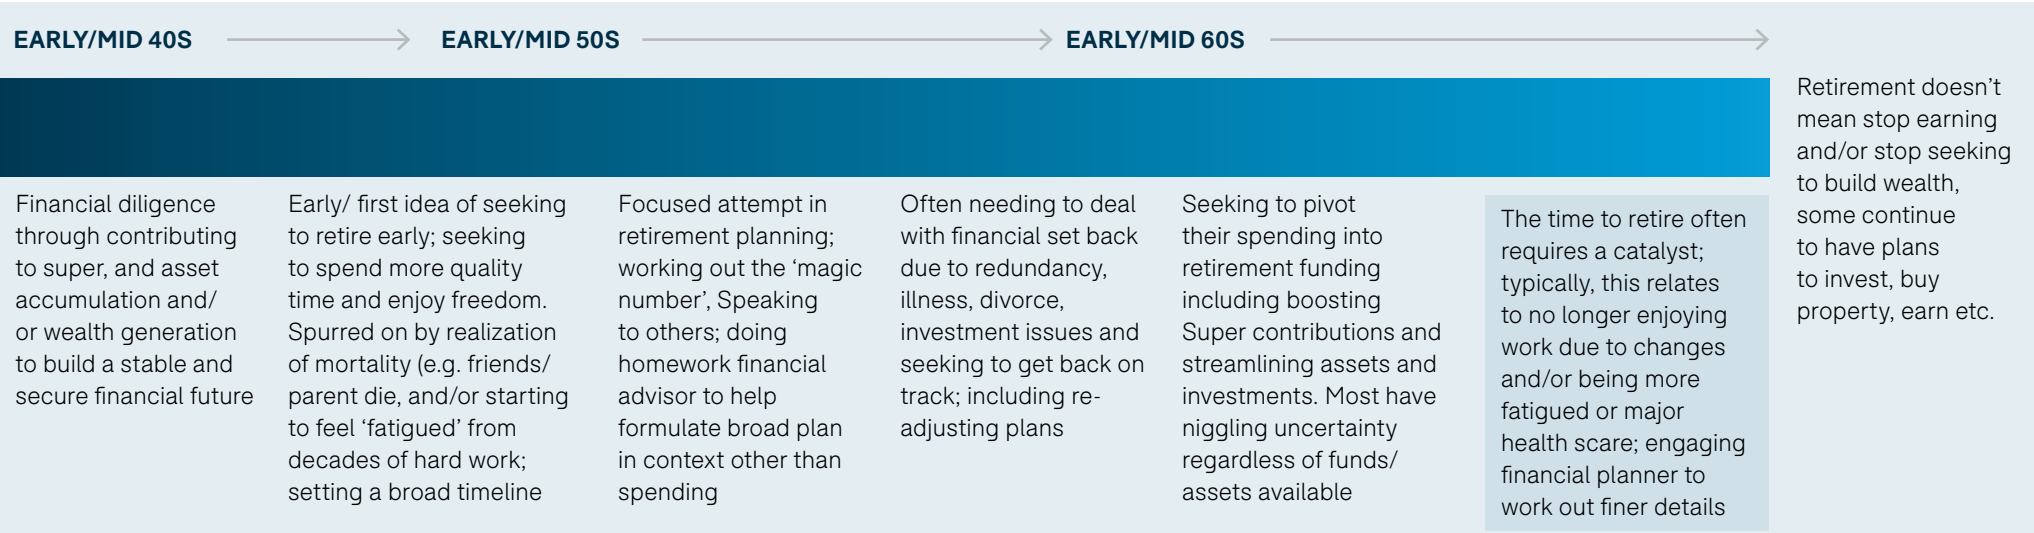 EARLY/MID 40S
EARLY/MID 50S
EARLY/MID 60S
Financial diligence
through contributing
to super, and asset
accumulation and/
or wealth generation
to build a stable and
secure financial future
Early/ first idea of seeking
to retire early; seeking
to spend more quality
time and enjoy freedom.
Spurred on by realization
of mortality (e.g. friends/
parent die, and/or starting
to feel ‘fatigued’ from
decades of hard work;
setting a broad timeline
Focused attempt in
retirement planning;
working out the ‘magic
number’, Speaking
to others; doing
homework financial
advisor to help
formulate broad plan
in context other than
spending
Often needing to deal
with financial set back
due to redundancy,
illness, divorce,
investment issues and
seeking to get back on
track; including re-
adjusting plans
Seeking to pivot
their spending into
retirement funding
including boosting
Super contributions and
streamlining assets and
investments. Most have
niggling uncertainty
regardless of funds/
assets available
The time to retire often
requires a catalyst;
typically, this relates
to no longer enjoying
work due to changes
and/or being more
fatigued or major
health scare; engaging
financial planner to
work out finer details
Retirement doesn’t
mean stop earning
and/or stop seeking
to build wealth,
some continue
to have plans
to invest, buy
property, earn etc.